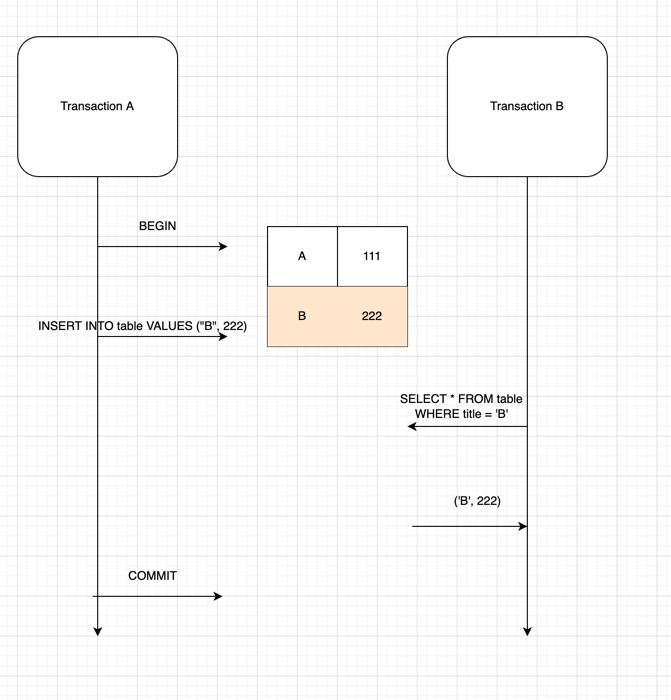 Transaction A
Transaction B
BEGIN
A
111
B
222
INSERT INTO table VALUES ("B", 222)
SELECT * FROM table
WHERE title = 'B'
('B', 222)
COMMIT